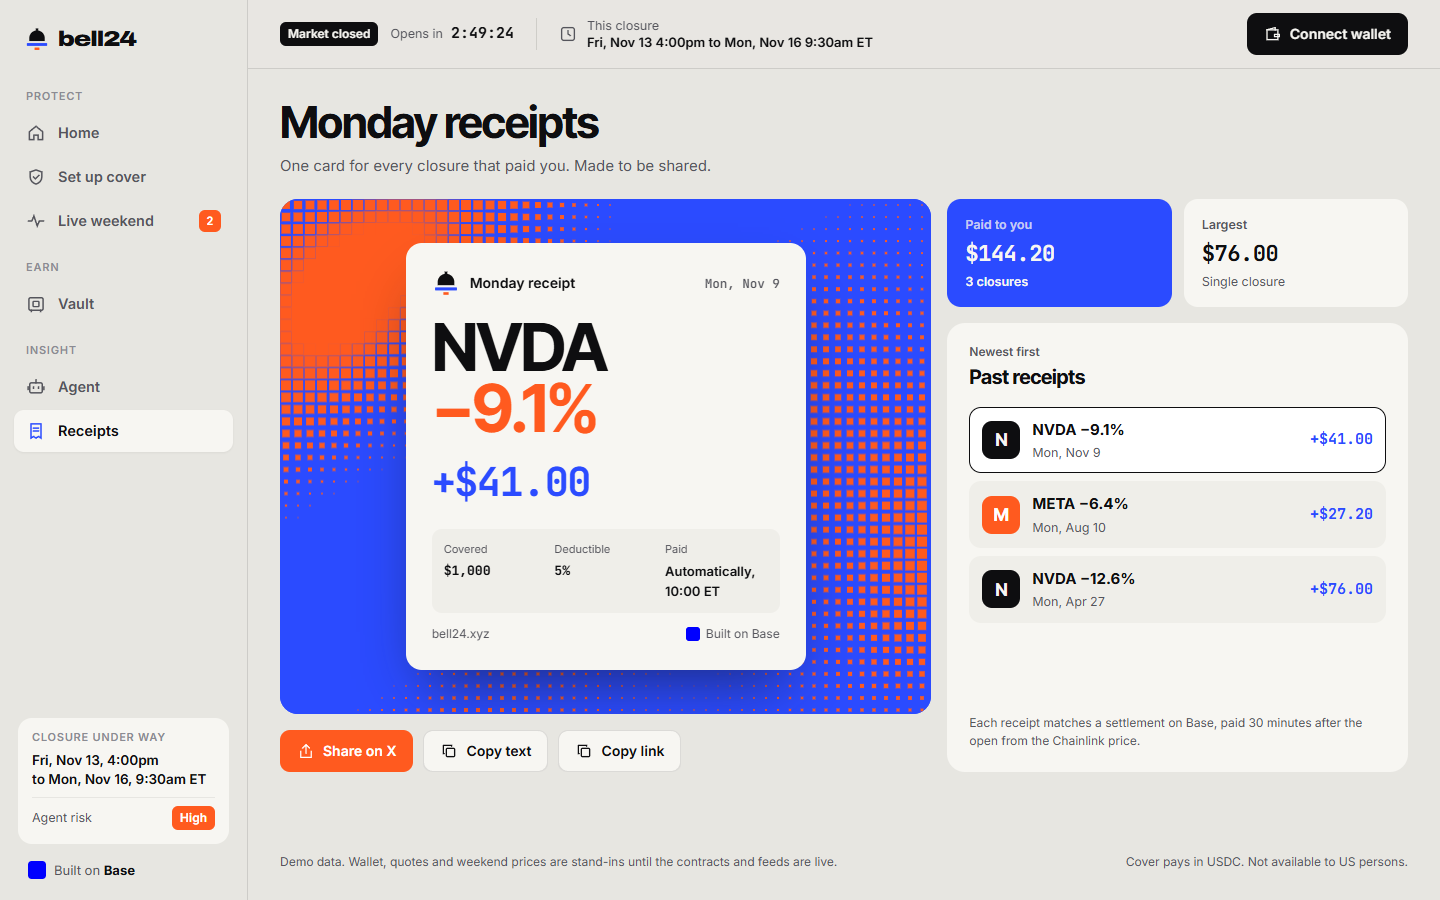 bell24
PROTECT
Home
Set up cover
Live weekend
2
EARN
Vault
INSIGHT
Agent
Receipts
CLOSURE UNDER WAY
Fri, Nov 13, 4:00pm
to Mon, Nov 16, 9:30am ET
Agent risk
High
Built on Base
Market closed
Opens in 2:49:24
This closure
Fri, Nov 13 4:00pm to Mon, Nov 16 9:30am ET
Connect wallet
Monday receipts
One card for every closure that paid you. Made to be shared.
Monday receipt
Mon, Nov 9
NVDA
−9.1%
+$41.00
Covered
$1,000
Deductible
5%
Paid
Automatically,
10:00 ET
bell24.xyz
Built on Base
Share on X
Copy text
Copy link
Paid to you
$144.20
3 closures
Largest
$76.00
Single closure
Newest first
Past receipts
N
NVDA −9.1%
Mon, Nov 9
+$41.00
M
META −6.4%
Mon, Aug 10
+$27.20
N
NVDA −12.6%
Mon, Apr 27
+$76.00
Each receipt matches a settlement on Base, paid 30 minutes after the
open from the Chainlink price.
Demo data. Wallet, quotes and weekend prices are stand-ins until the contracts and feeds are live.
Cover pays in USDC. Not available to US persons.